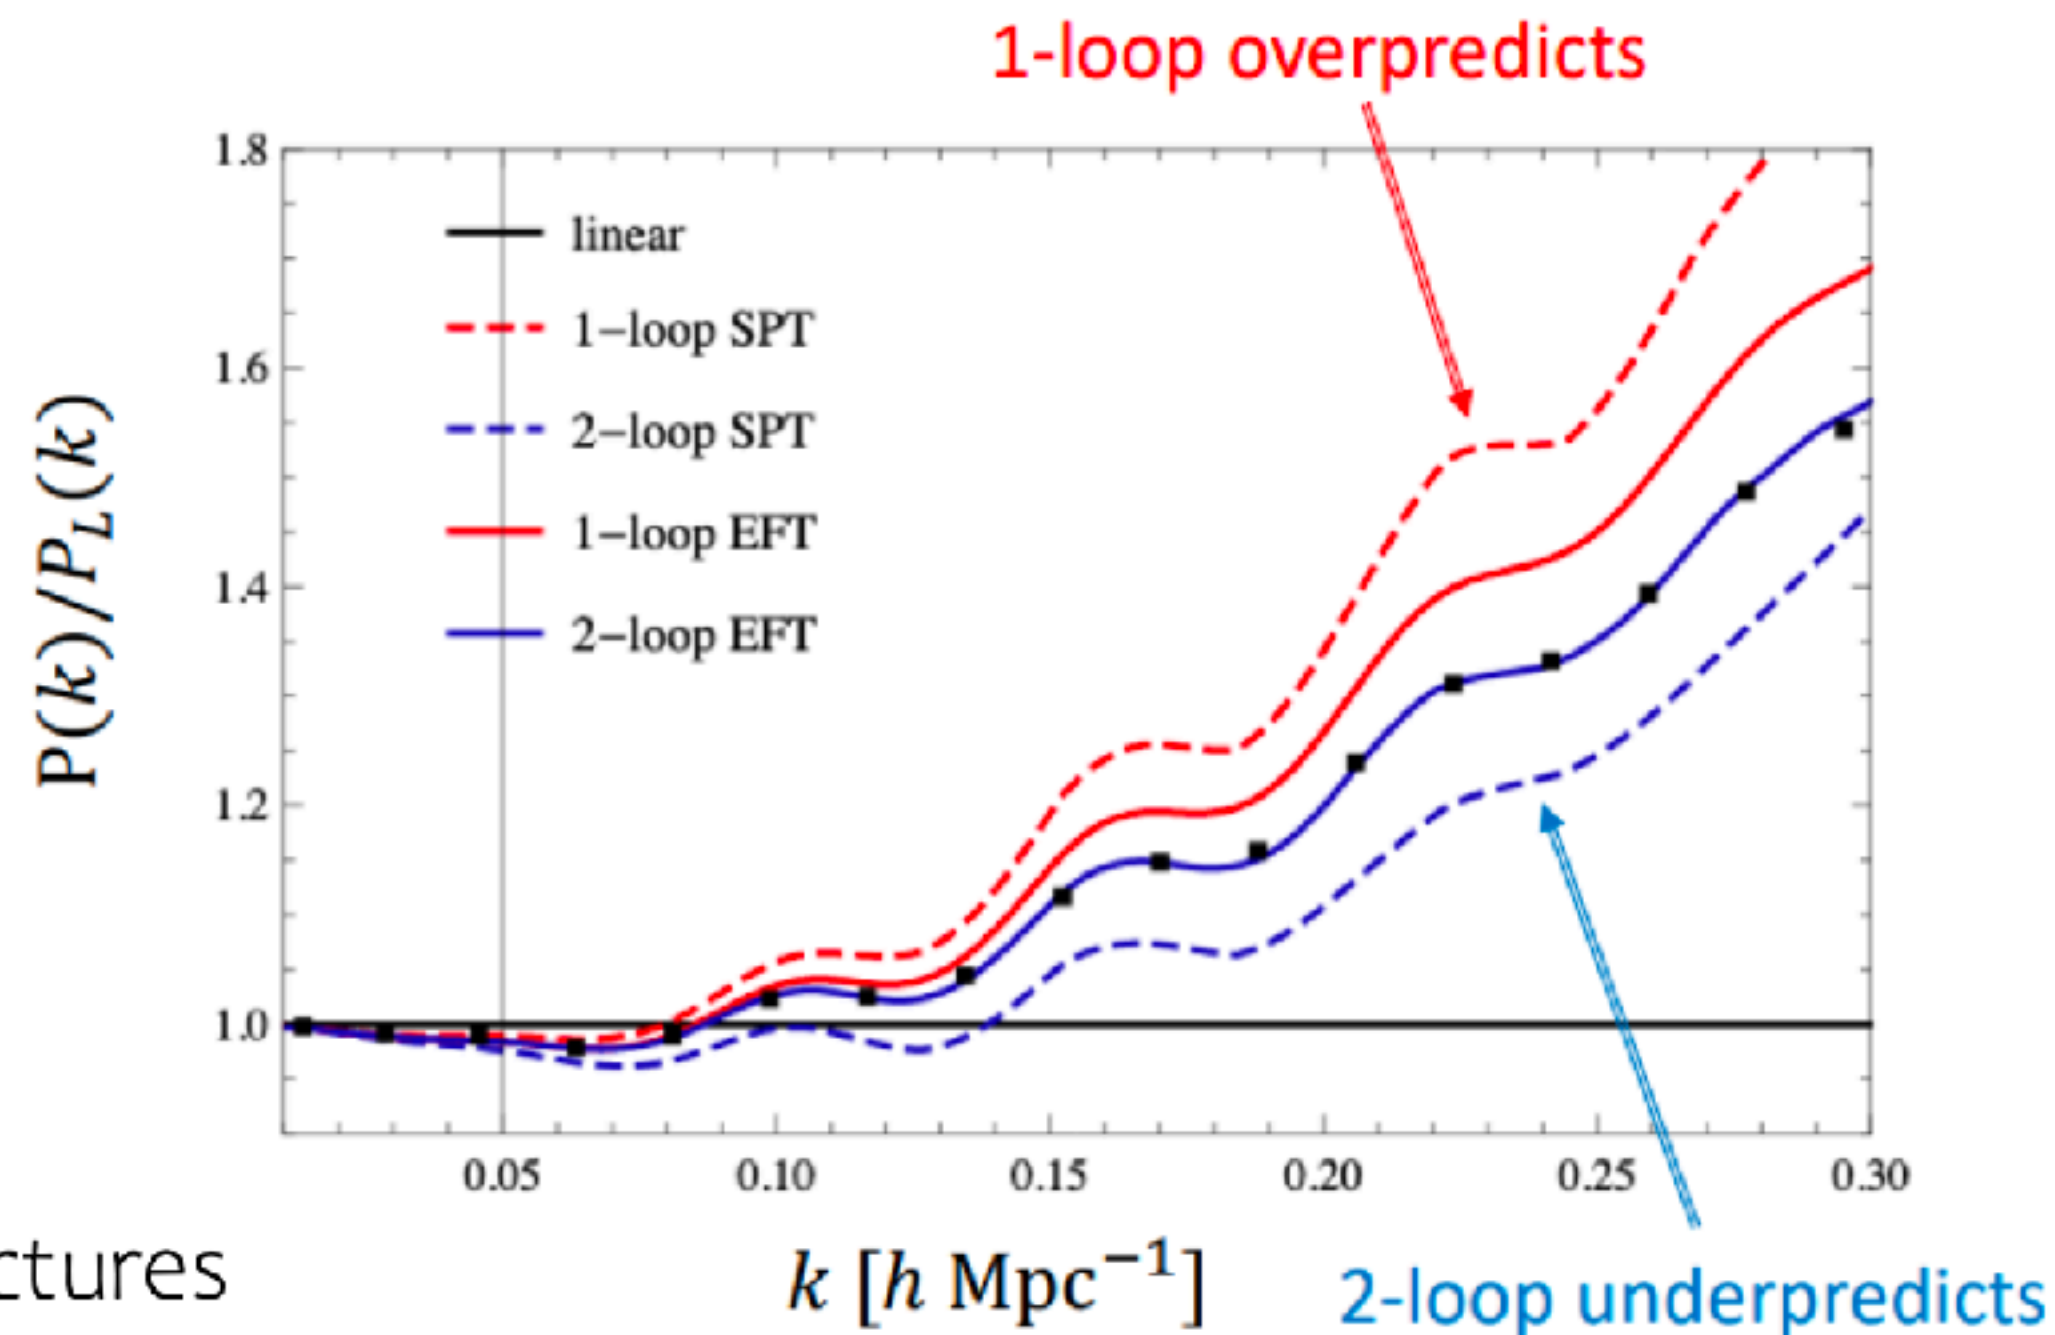 1-loop overpredicts
1.8
1.6
1.4
1.2
1.0
P(k)/P_L(k)
linear
1−loop SPT
2−loop SPT
1−loop EFT
2−loop EFT
0.05 0.10 0.15 0.20 0.25 0.30
k [h Mpc⁻¹]
ctures
2-loop underpredicts